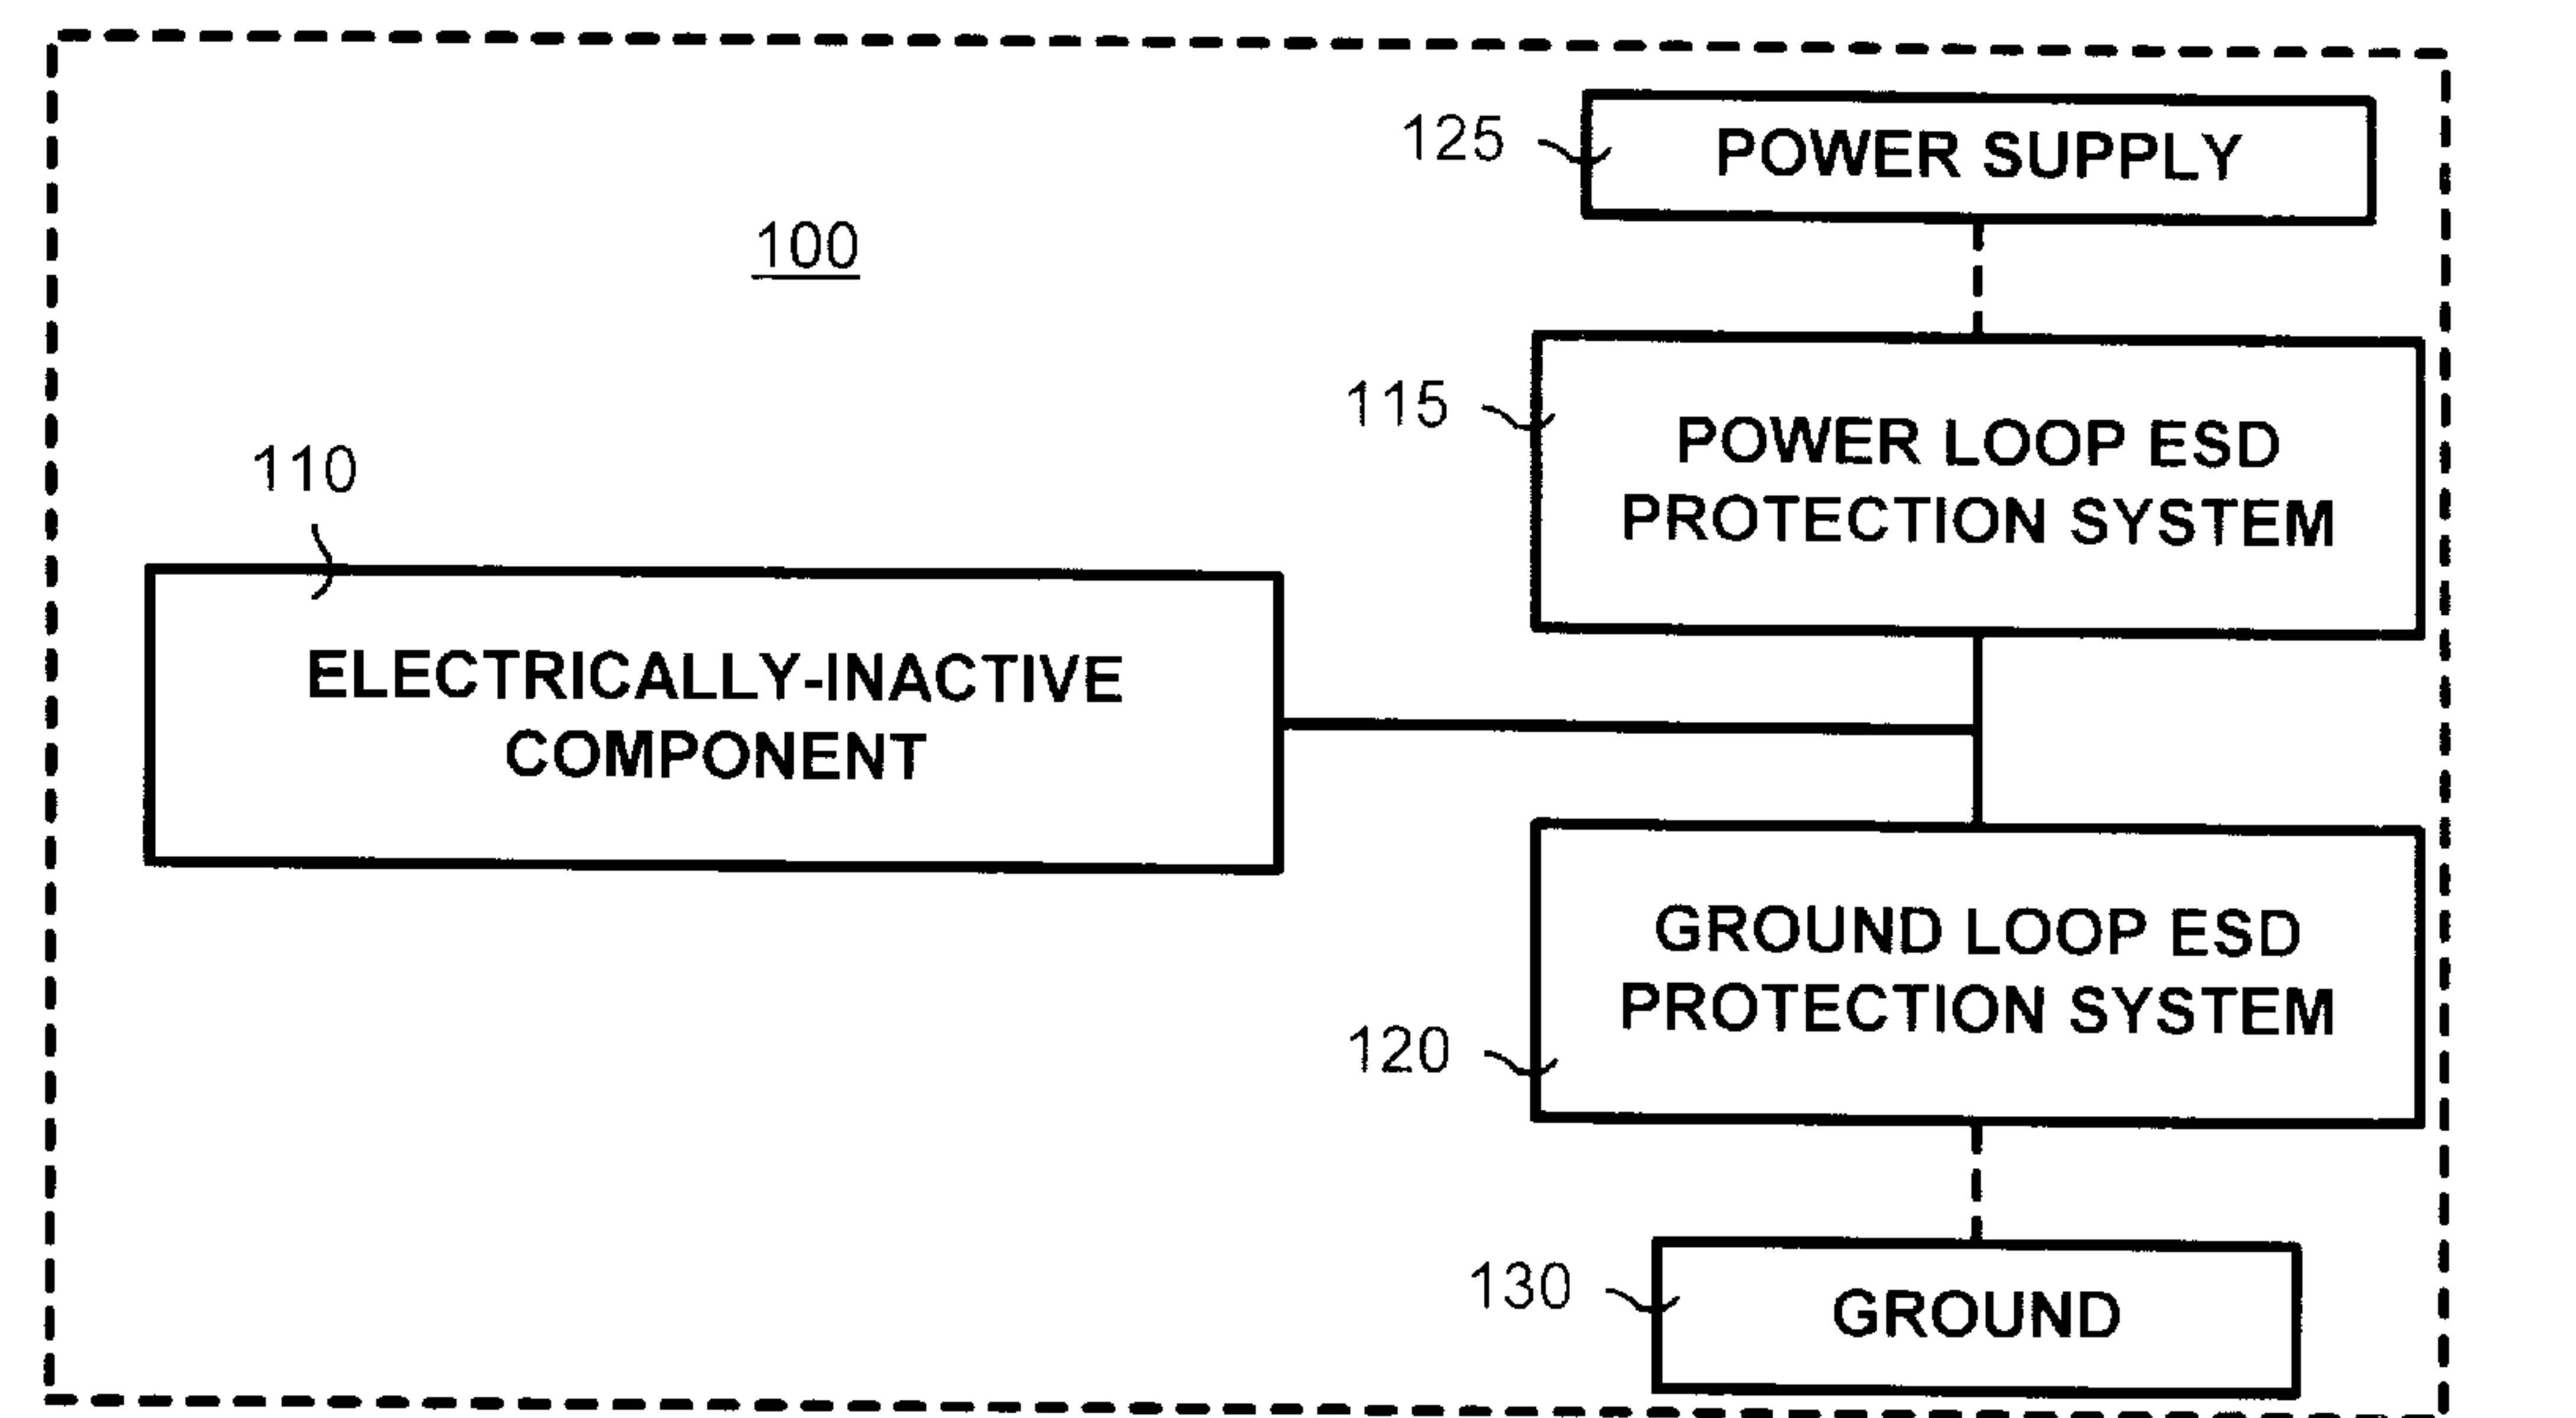 125
POWER SUPPLY
100
115
POWER LOOP ESD
PROTECTION SYSTEM
110
ELECTRICALLY-INACTIVE
COMPONENT
GROUND LOOP ESD
PROTECTION SYSTEM
120
130
GROUND